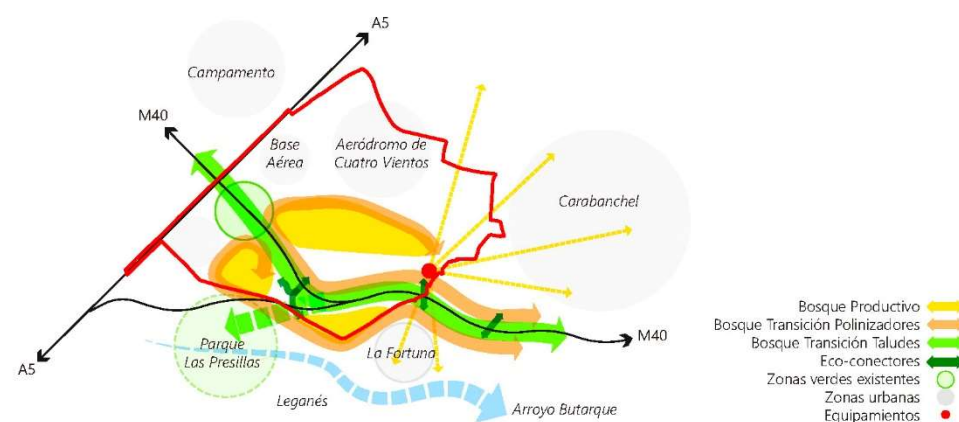 A5
Campamento
M40
Base
Aérea
Aeródromo de
Cuatro Vientos
Carabanchel
Bosque Productivo
Bosque Transición Polinizadores
Bosque Transición Taludes
Eco-conectores
Zonas verdes existentes
Zonas urbanas
Equipamientos
M40
Parque
Las Presillas
La Fortuna
A5
Leganés
Arroyo Butarque